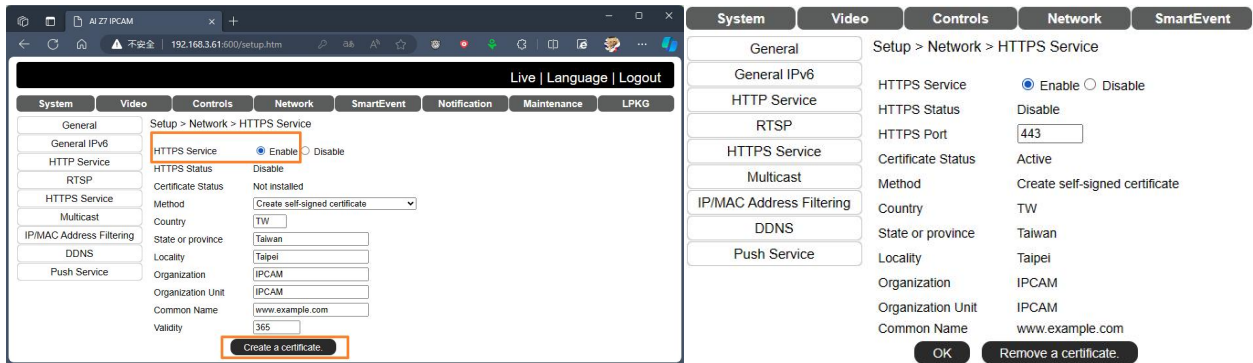 AI Z7 IPCAM
不安全 192.168.3.61:600/setup.htm
Live | Language | Logout
System Video Controls Network SmartEvent Notification Maintenance LPKG
General
General IPv6
HTTP Service
RTSP
HTTPS Service
Multicast
IP/MAC Address Filtering
DDNS
Push Service
Setup > Network > HTTPS Service
HTTPS Service Enable Disable
HTTPS Status Disable
Certificate Status Not installed
Method Create self-signed certificate
Country TW
State or province Taiwan
Locality Taipei
Organization IPCAM
Organization Unit IPCAM
Common Name www.example.com
Validity 365
Create a certificate.
System Video Controls Network SmartEvent
General
General IPv6
HTTP Service
RTSP
HTTPS Service
Multicast
IP/MAC Address Filtering
DDNS
Push Service
Setup > Network > HTTPS Service
HTTPS Service Enable Disable
HTTPS Status Disable
HTTPS Port 443
Certificate Status Active
Method Create self-signed certificate
Country TW
State or province Taiwan
Locality Taipei
Organization IPCAM
Organization Unit IPCAM
Common Name www.example.com
OK Remove a certificate.